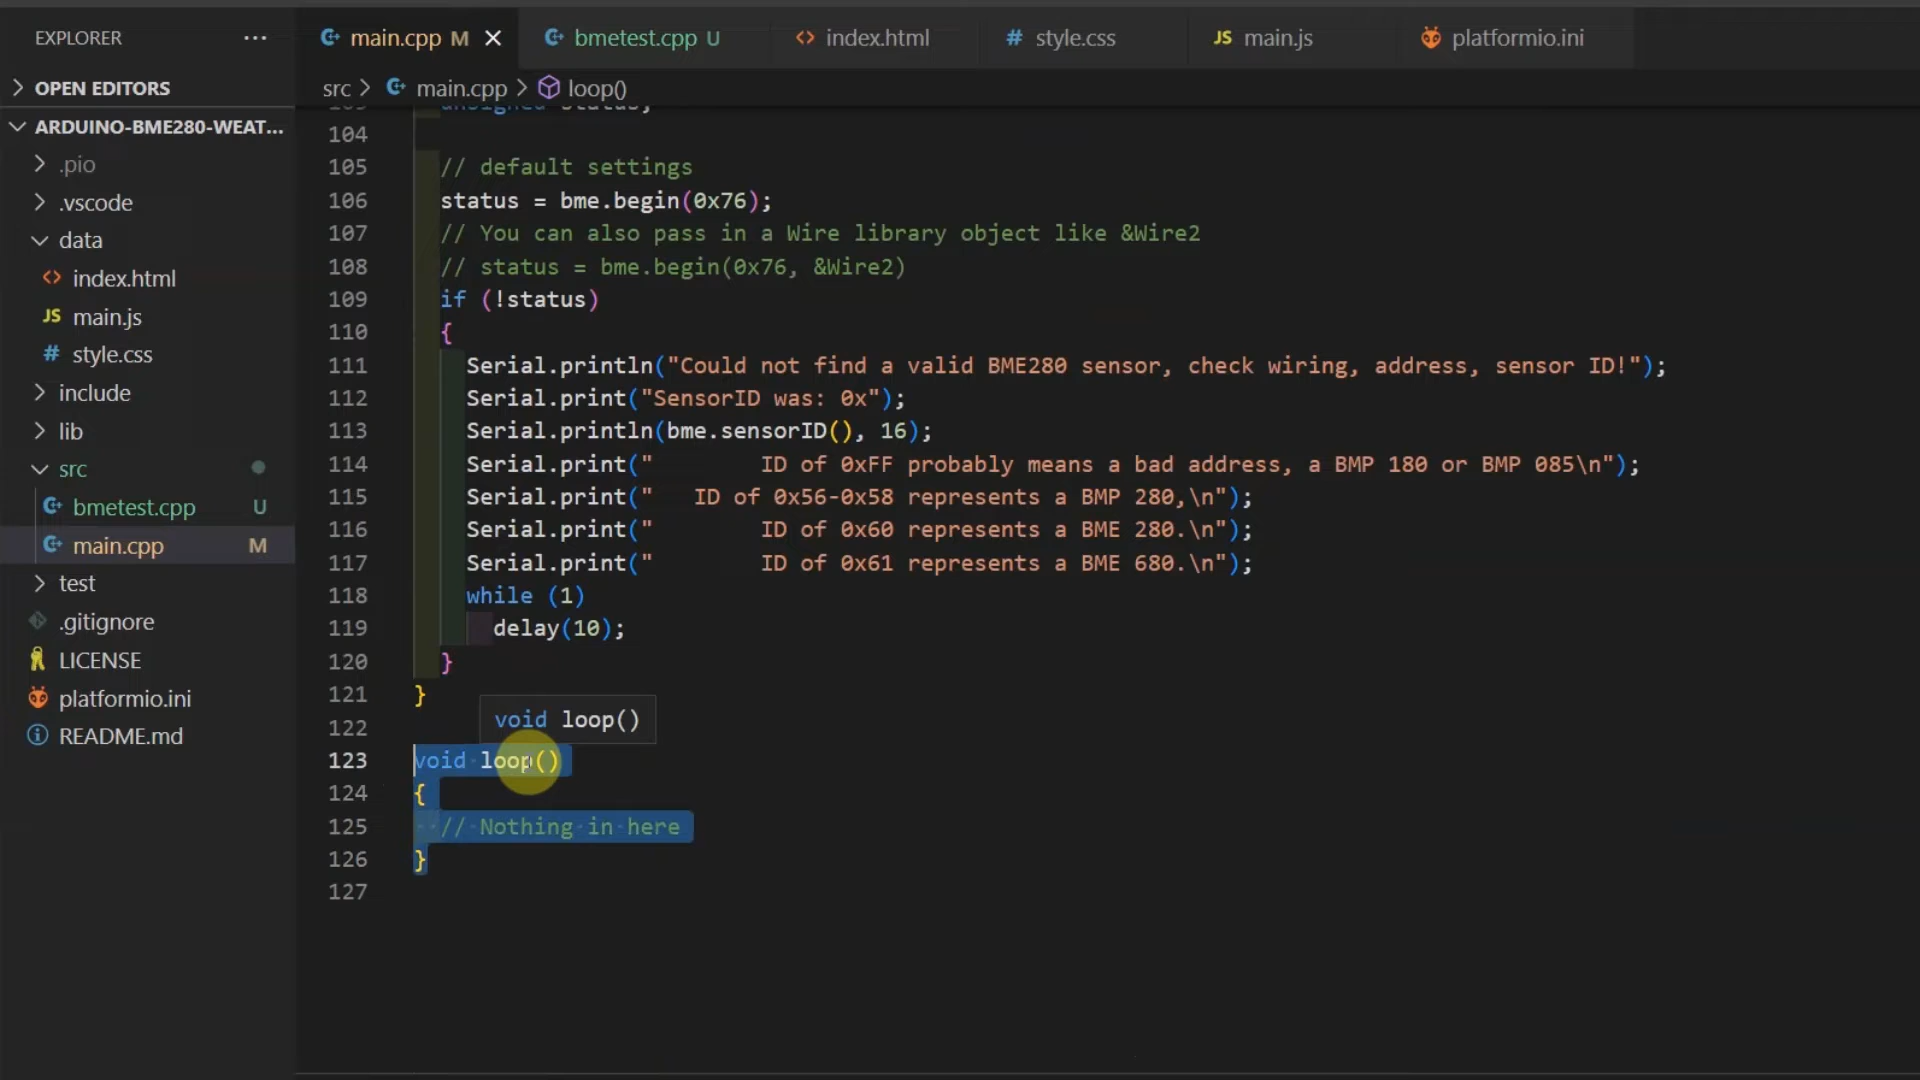 EXPLORER
···
main.cpp M
bmetest.cpp U
<> index.html
# style.css
JS main.js
platformio.ini
OPEN EDITORS
src > main.cpp > loop()
ARDUINO-BME280-WEAT...
.pio
.vscode
data
<> index.html
JS main.js
# style.css
include
lib
src
bmetest.cpp U
main.cpp M
test
.gitignore
LICENSE
platformio.ini
README.md
103 unsigned status;
104
105 // default settings
106 status = bme.begin(0x76);
107 // You can also pass in a Wire library object like &Wire2
108 // status = bme.begin(0x76, &Wire2)
109 if (!status)
110 {
111 Serial.println("Could not find a valid BME280 sensor, check wiring, address, sensor ID!");
112 Serial.print("SensorID was: 0x");
113 Serial.println(bme.sensorID(), 16);
114 Serial.print("        ID of 0xFF probably means a bad address, a BMP 180 or BMP 085\n");
115 Serial.print("   ID of 0x56-0x58 represents a BMP 280,\n");
116 Serial.print("        ID of 0x60 represents a BME 280.\n");
117 Serial.print("        ID of 0x61 represents a BME 680.\n");
118 while (1)
119 delay(10);
120 }
121 }
void loop()
122
123 void loop()
124 {
125 // Nothing in here
126 }
127